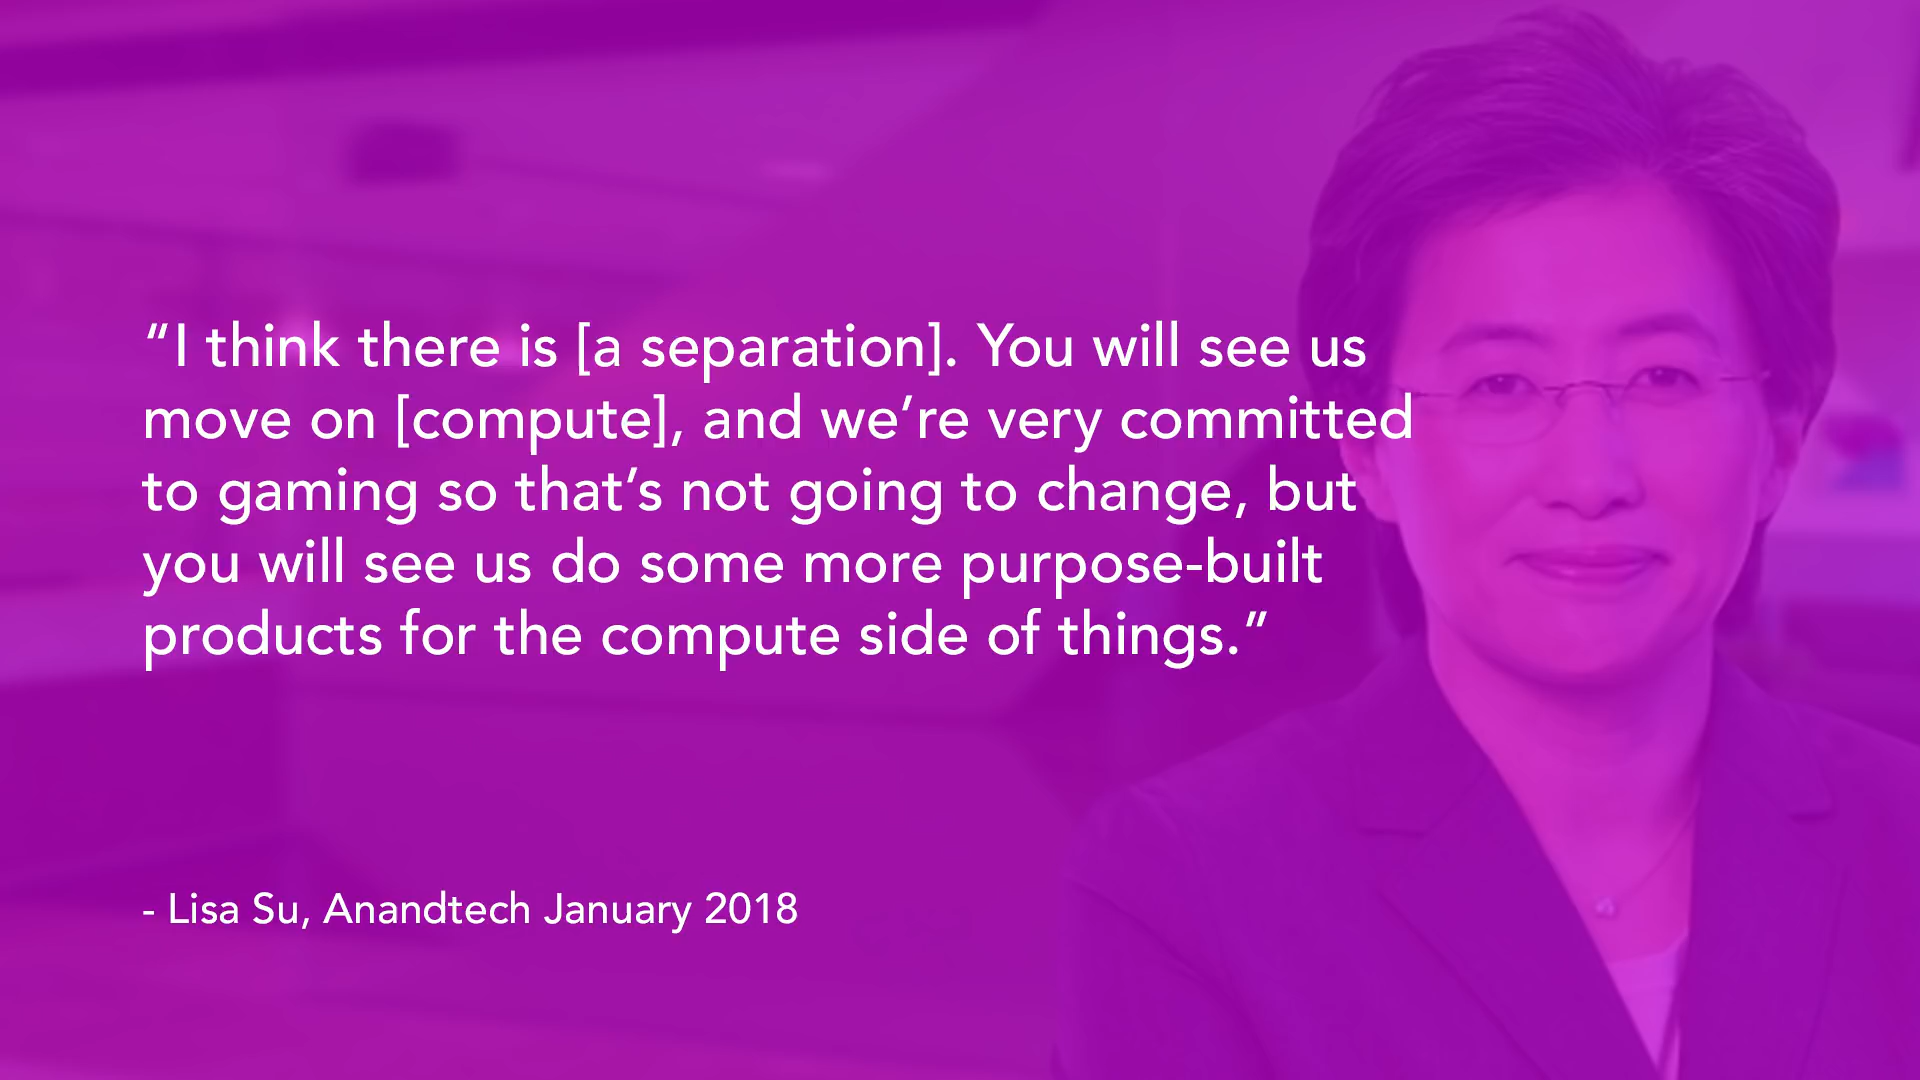 “I think there is [a separation]. You will see us
move on [compute], and we’re very committed
to gaming so that’s not going to change, but
you will see us do some more purpose-built
products for the compute side of things.”
- Lisa Su, Anandtech January 2018